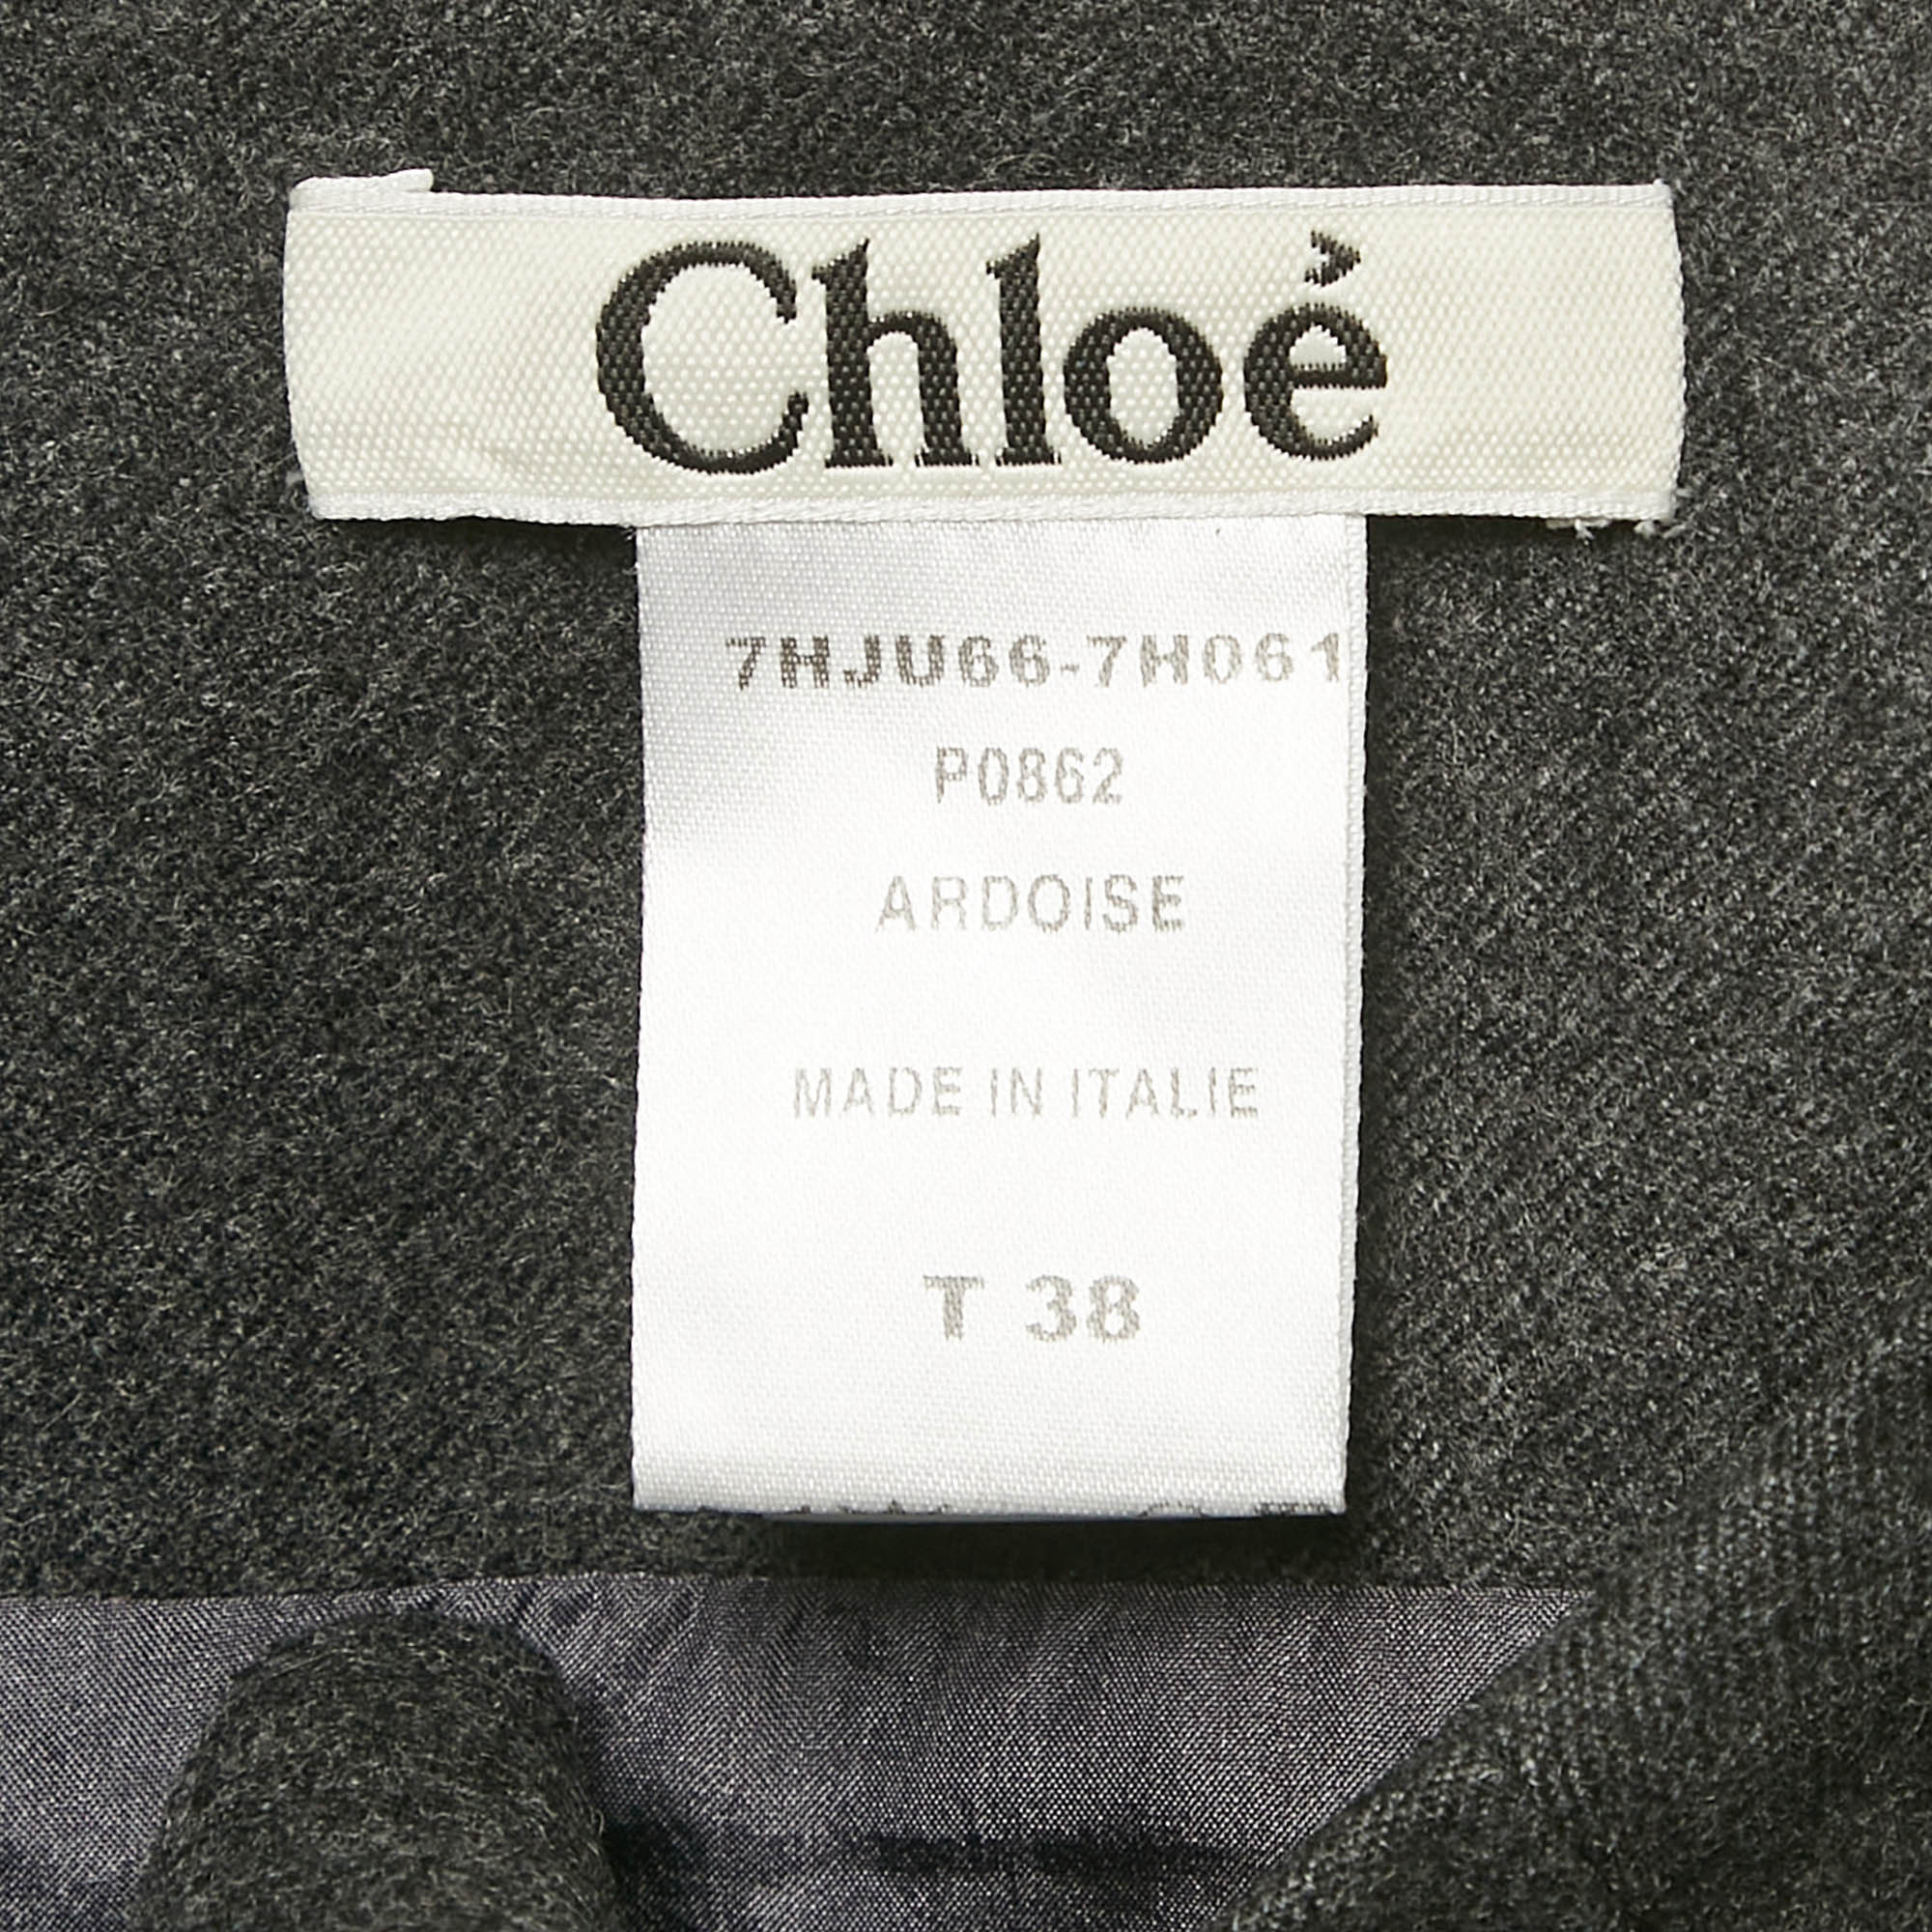 Chloé
7HJU66-7H061
P0862
ARDOISE
MADE IN ITALIE
T 38